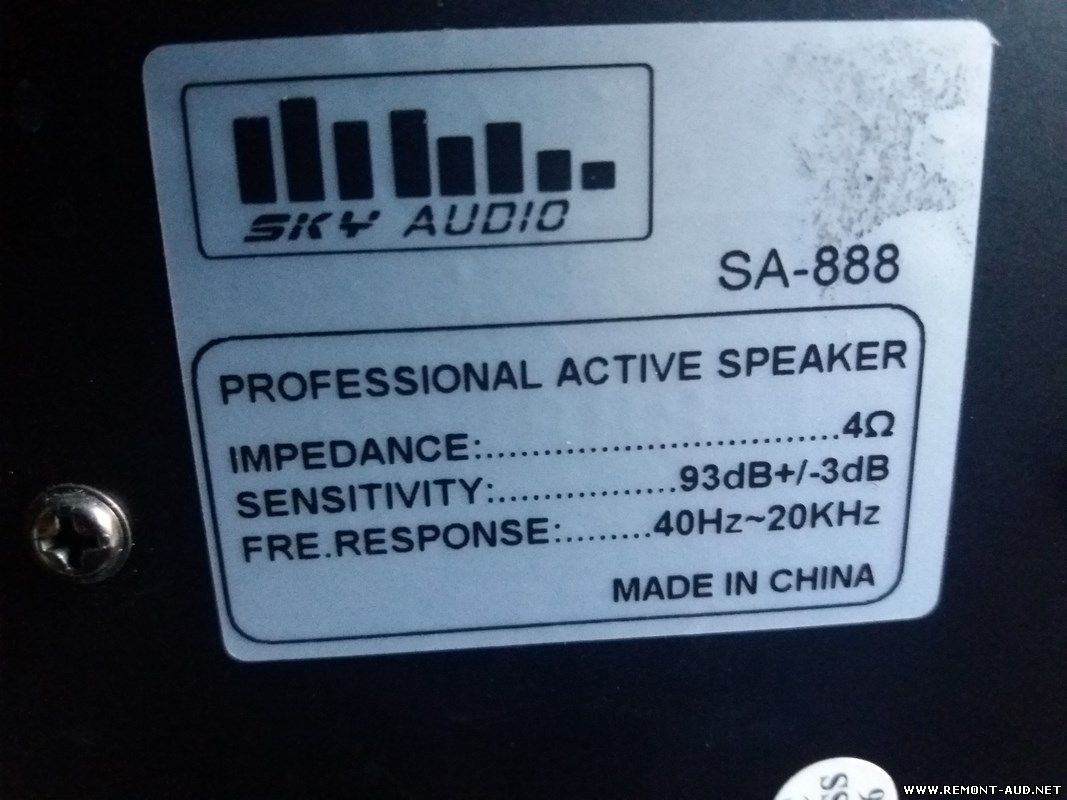 SKY AUDIO
SA-888
PROFESSIONAL ACTIVE SPEAKER
IMPEDANCE:..............................4Ω
SENSITIVITY:................93dB+/-3dB
FRE.RESPONSE:........40Hz~20KHz
MADE IN CHINA
WWW.REMONT-AUD.NET